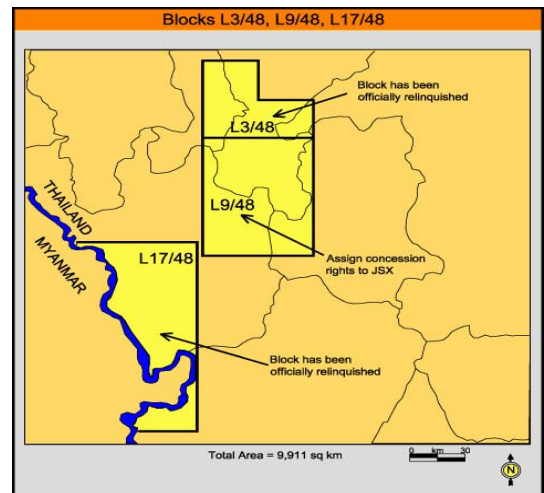 Blocks L3/48, L9/48, L17/48
Block has been
officially relinquished
L3/48
L9/48
THAILAND
MYANMAR
L17/48
Assign concession
rights to JSX
Block has been
officially relinquished
Total Area = 9,911 sq km
0 km 30
N